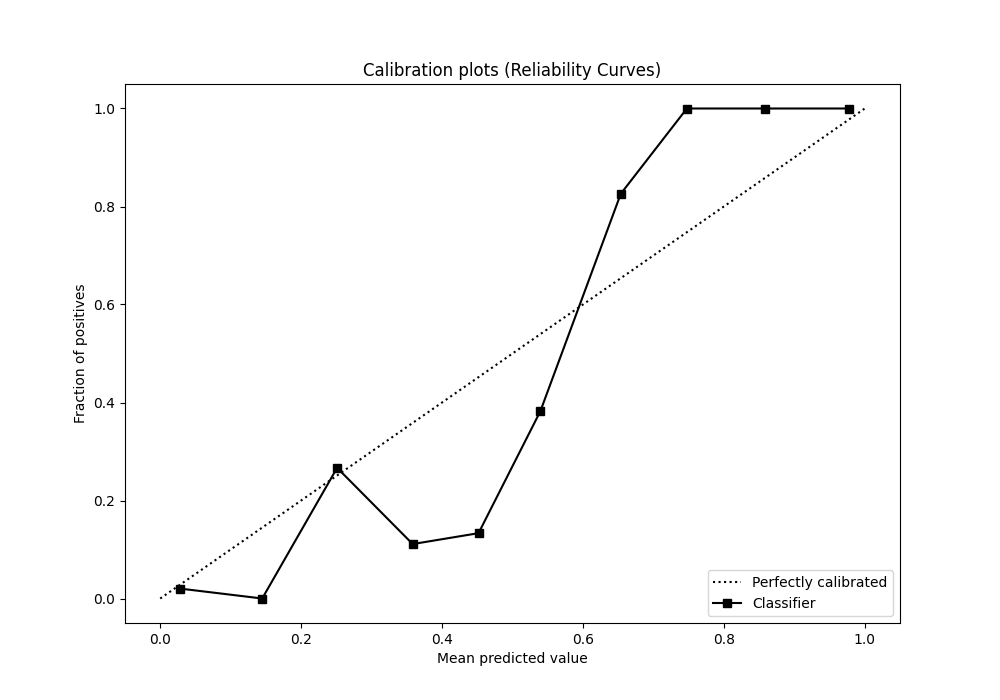 Calibration plots (Reliability Curves)
1.0
0.8
0.6
0.4
0.2
0.0
Fraction of positives
0.0 0.2 0.4 0.6 0.8 1.0
Mean predicted value
Perfectly calibrated
Classifier